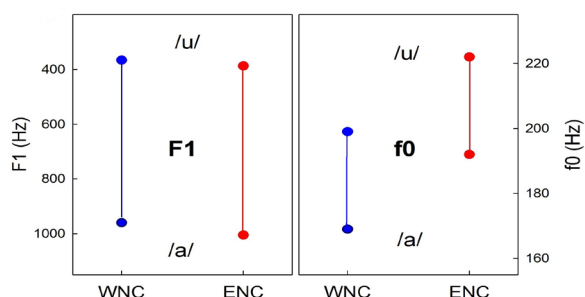 F1 (Hz)
400
600
800
1000
/u/
F1
/a/
WNC
ENC
/u/
f0
/a/
WNC
ENC
220
200
180
160
f0 (Hz)